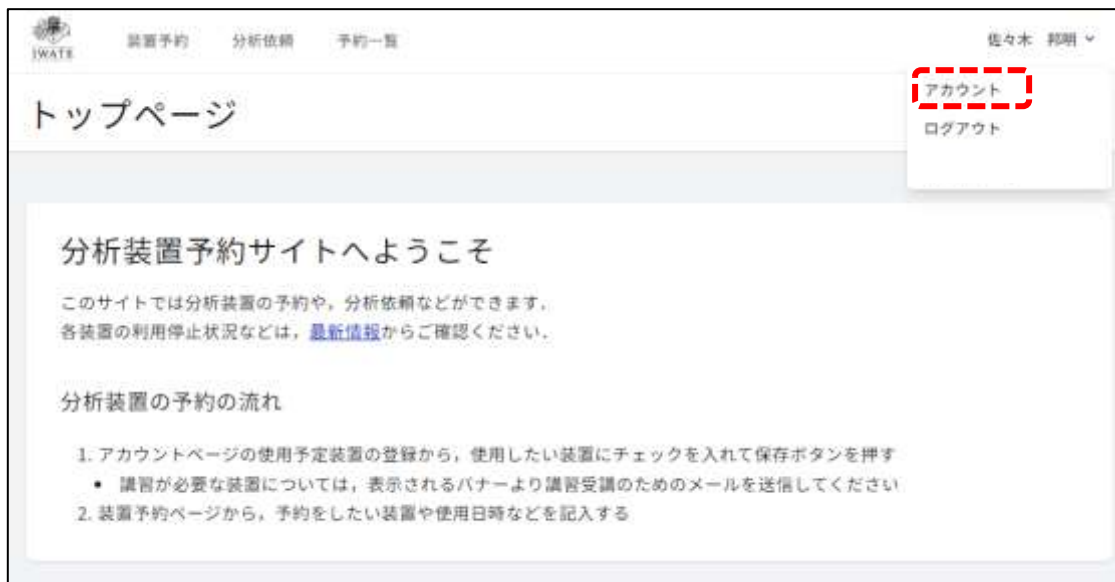 IWATE
装置予約 分析依頼 予約一覧 佐々木 邦明
アカウント
ログアウト
トップページ
分析装置予約サイトへようこそ
このサイトでは分析装置の予約や，分析依頼などができます．
各装置の利用停止状況などは，最新情報からご確認ください．
分析装置の予約の流れ
1. アカウントページの使用予定装置の登録から，使用したい装置にチェックを入れて保存ボタンを押す
• 講習が必要な装置については，表示されるバナーより講習受講のためのメールを送信してください
2. 装置予約ページから，予約をしたい装置や使用日時などを記入する